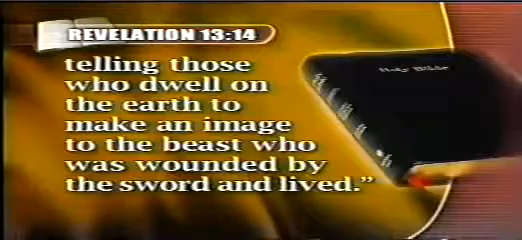 REVELATION 13:14
telling those
who dwell on
the earth to
make an image
to the beast who
was wounded by
the sword and lived.”
Holy Bible